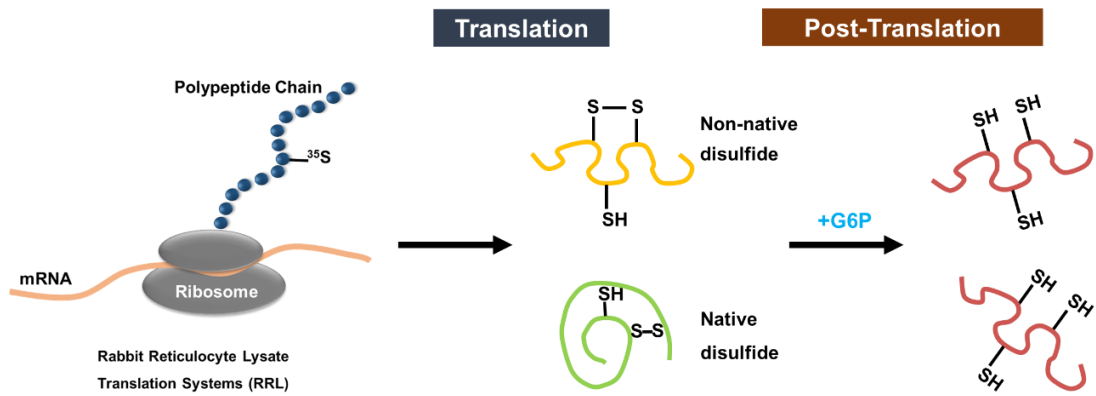 Translation
Post-Translation
Polypeptide Chain
³⁵S
mRNA
Ribosome
Rabbit Reticulocyte Lysate
Translation Systems (RRL)
S — S
SH
Non-native
disulfide
SH
S–S
Native
disulfide
+G6P
SH
SH
SH
SH
SH
SH